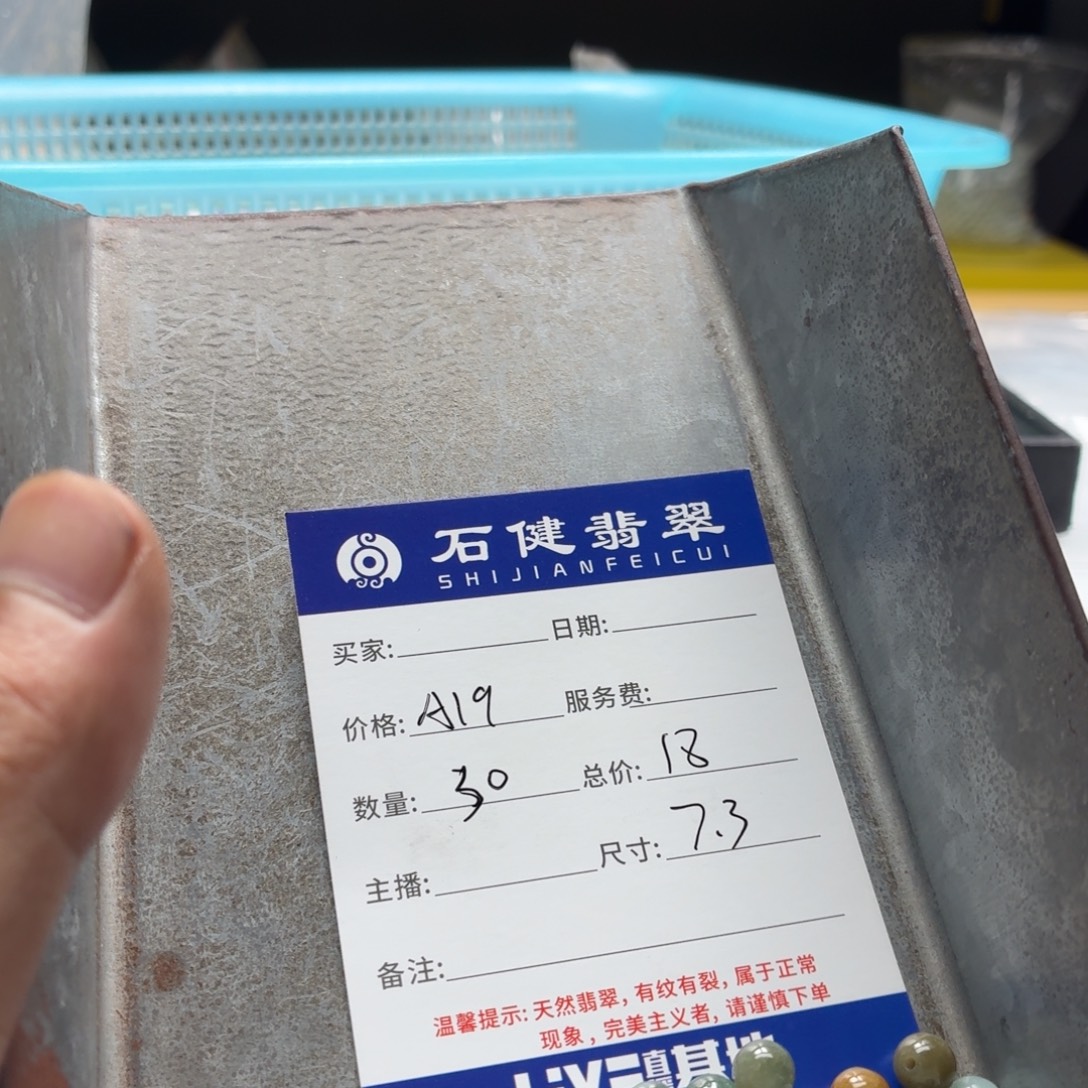 石健翡翠
SHIJIANFEICUI
买家: 日期:
价格: A19 服务费:
数量: 30 总价: 18
主播: 尺寸: 7.3
备注:
温馨提示: 天然翡翠, 有纹有裂, 属于正常
现象, 完美主义者, 请谨慎下单
基地